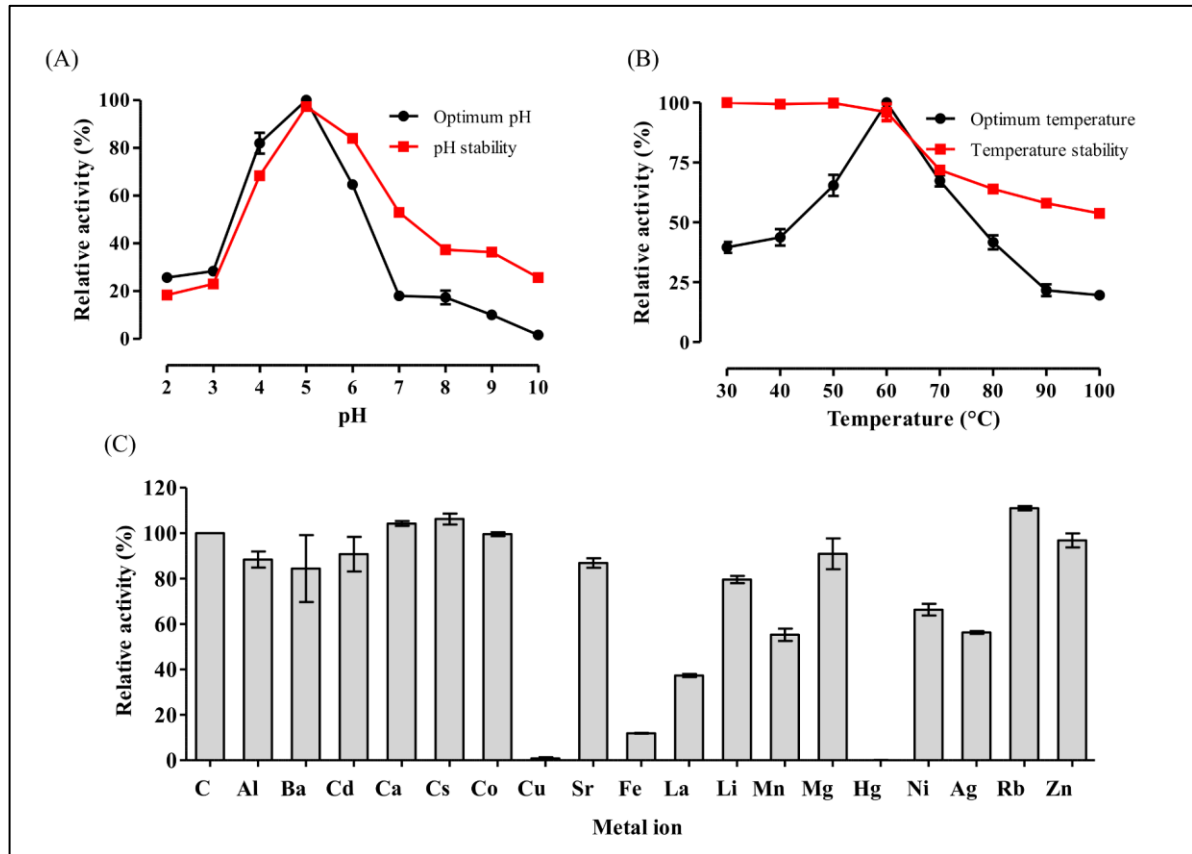 (A)
Relative activity (%)
100
80
60
40
20
0
Optimum pH
pH stability
2 3 4 5 6 7 8 9 10
pH
(B)
Relative activity (%)
100
75
50
25
0
Optimum temperature
Temperature stability
30 40 50 60 70 80 90 100
Temperature (°C)
(C)
Relative activity (%)
120
100
80
60
40
20
0
C Al Ba Cd Ca Cs Co Cu Sr Fe La Li Mn Mg Hg Ni Ag Rb Zn
Metal ion